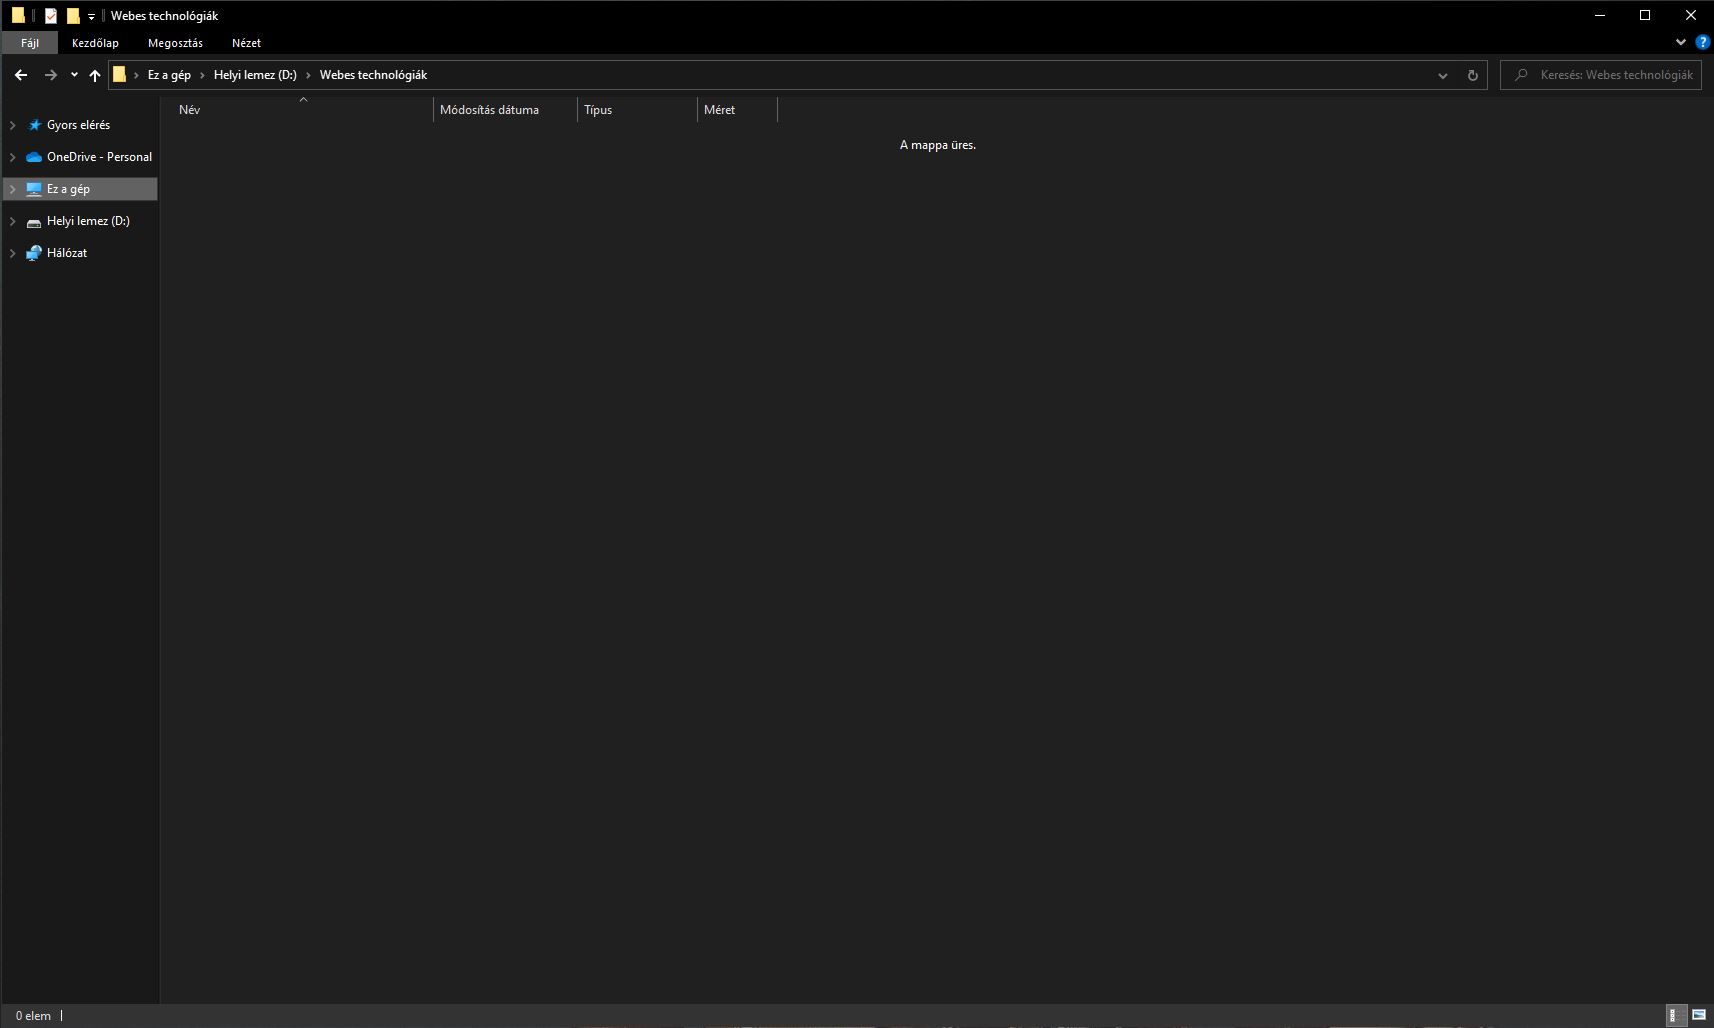 Webes technológiák
Fájl Kezdőlap Megosztás Nézet
Ez a gép Helyi lemez (D:) Webes technológiák Keresés: Webes technológiák
Név Módosítás dátuma Típus Méret
Gyors elérés
OneDrive - Personal
Ez a gép
Helyi lemez (D:)
Hálózat
A mappa üres.
0 elem